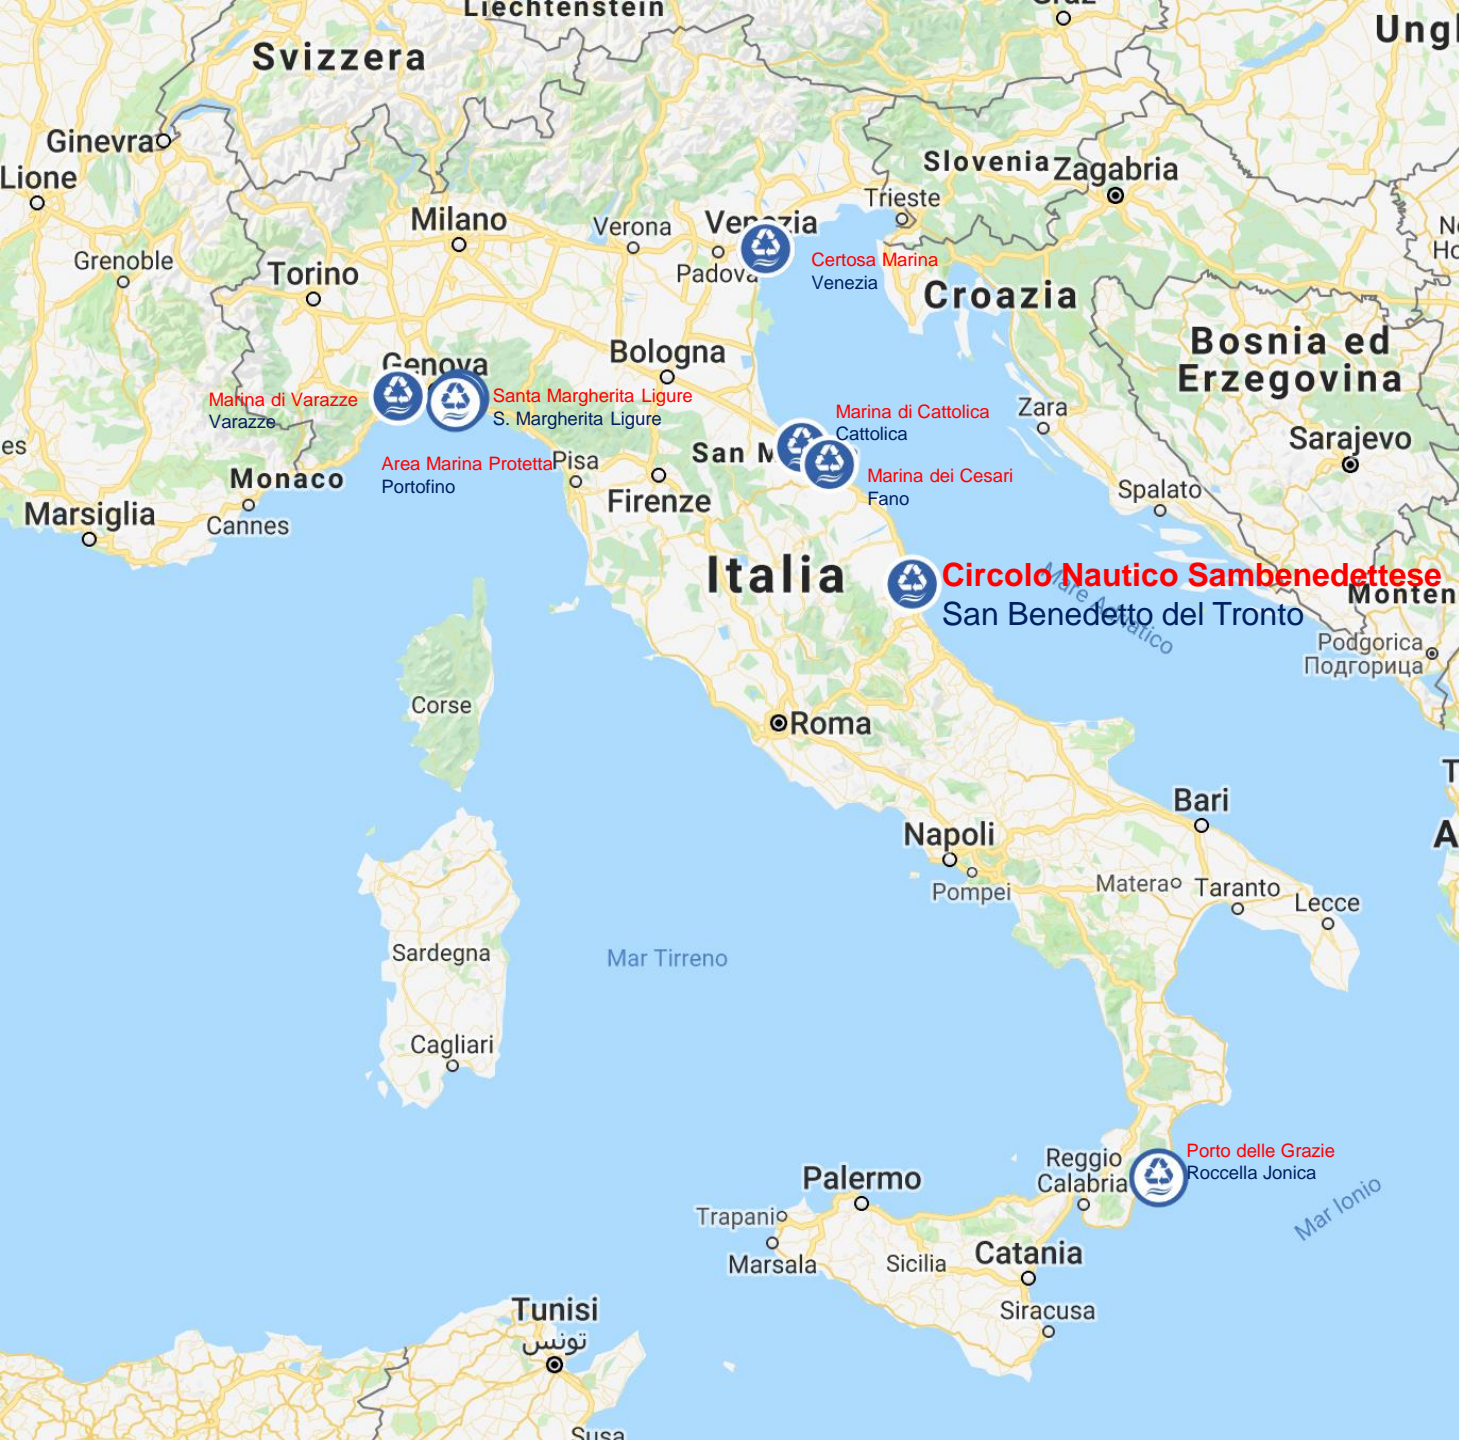 Liechtenstein
Svizzera
Ginevra
Lione
Slovenia
Zagabria
Trieste
Milano
Verona
Venezia
Grenoble
Padova
Torino
Certosa Marina
Venezia
Croazia
Bologna
Genova
Bosnia ed
Erzegovina
Marina di Varazze
Varazze
Santa Margherita Ligure
S. Margherita Ligure
Marina di Cattolica
Cattolica
Zara
Sarajevo
Area Marina Protetta
Portofino
Pisa
San M
Monaco
Marina dei Cesari
Fano
Firenze
Spalato
Marsiglia
Cannes
Italia
Circolo Nautico Sambenedettese
San Benedetto del Tronto
Mare Adriatico
Monten
Podgorica
Подгорица
Corse
Roma
Bari
Napoli
Pompei
Matera
Taranto
Lecce
Sardegna
Mar Tirreno
Cagliari
Porto delle Grazie
Roccella Jonica
Reggio
Calabria
Palermo
Mar Ionio
Trapani
Marsala
Sicilia
Catania
Siracusa
Tunisi
تونس
Susa